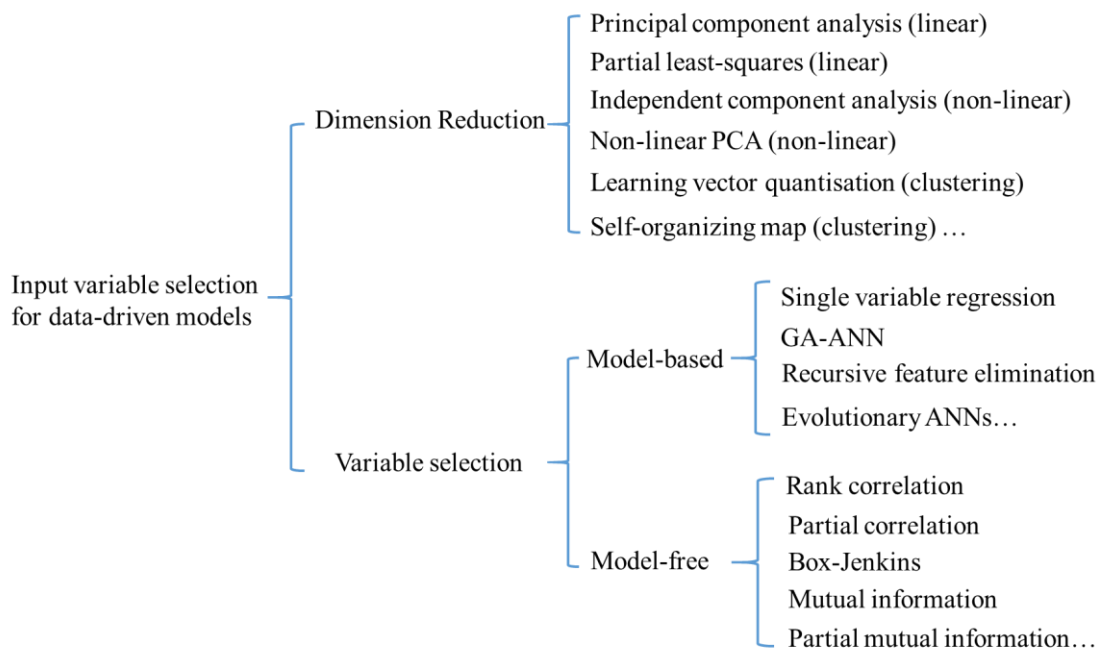 Principal component analysis (linear)
Partial least-squares (linear)
Independent component analysis (non-linear)
Dimension Reduction
Non-linear PCA (non-linear)
Learning vector quantisation (clustering)
Self-organizing map (clustering) …
Input variable selection
for data-driven models
Single variable regression
GA-ANN
Model-based
Recursive feature elimination
Evolutionary ANNs…
Variable selection
Rank correlation
Partial correlation
Model-free
Box-Jenkins
Mutual information
Partial mutual information…